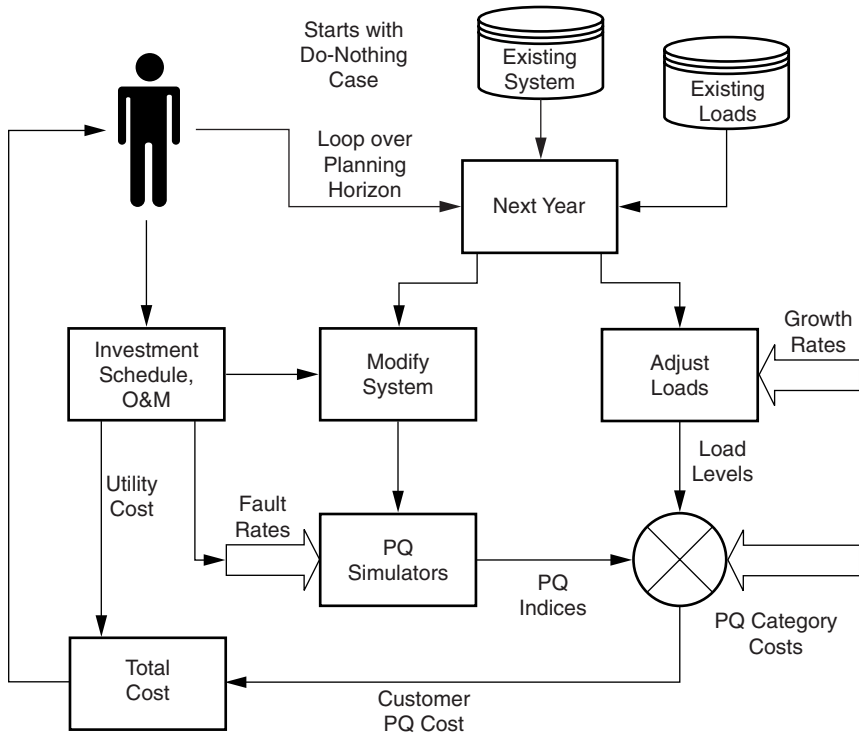 Starts with
Do-Nothing
Case
Existing
System
Existing
Loads
Loop over
Planning
Horizon
Next Year
Investment
Schedule,
O&M
Modify
System
Adjust
Loads
Growth
Rates
Utility
Cost
Fault
Rates
Load
Levels
PQ
Simulators
PQ
Indices
PQ Category
Costs
Total
Cost
Customer
PQ Cost